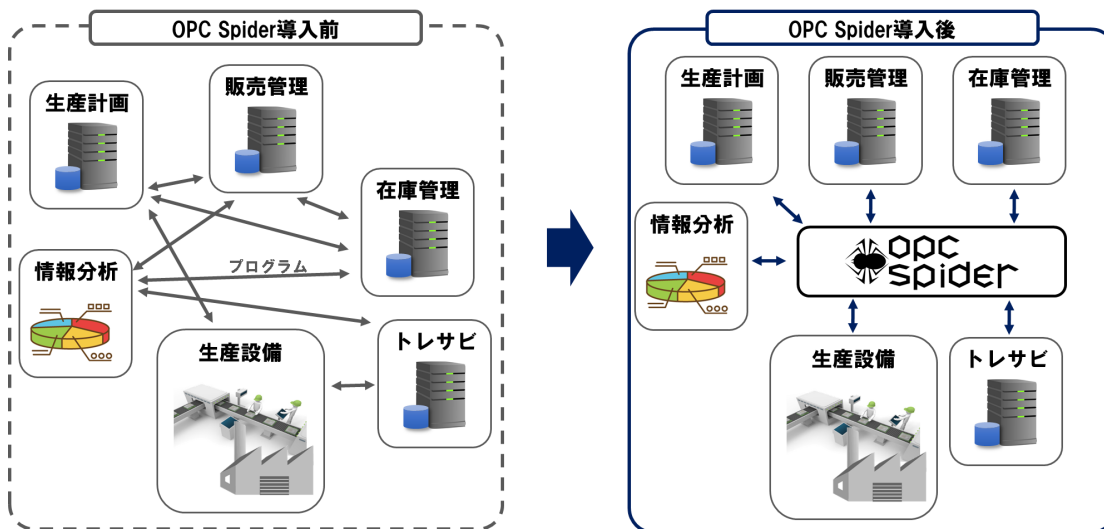 OPC Spider導入前
生産計画
販売管理
在庫管理
情報分析
プログラム
生産設備
トレサビ
OPC Spider導入後
生産計画
販売管理
在庫管理
情報分析
opc
spider
生産設備
トレサビ